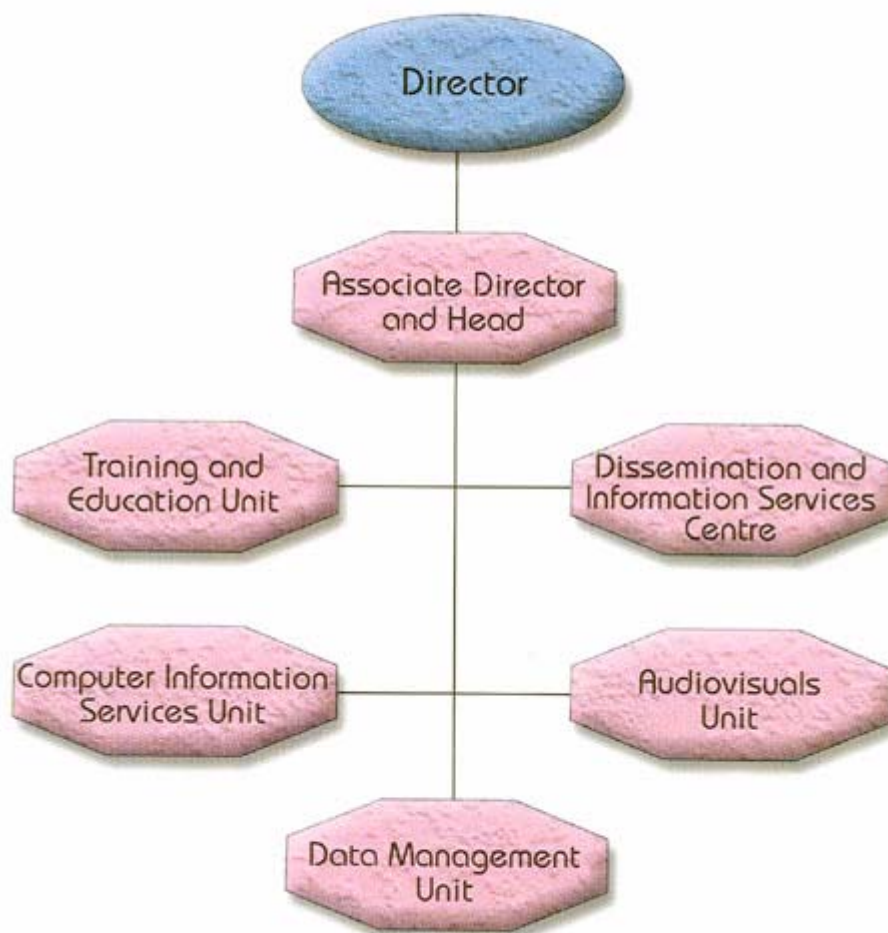 Director
Associate Director
and Head
Training and
Education Unit
Dissemination and
Information Services
Centre
Computer Information
Services Unit
Audiovisuals
Unit
Data Management
Unit